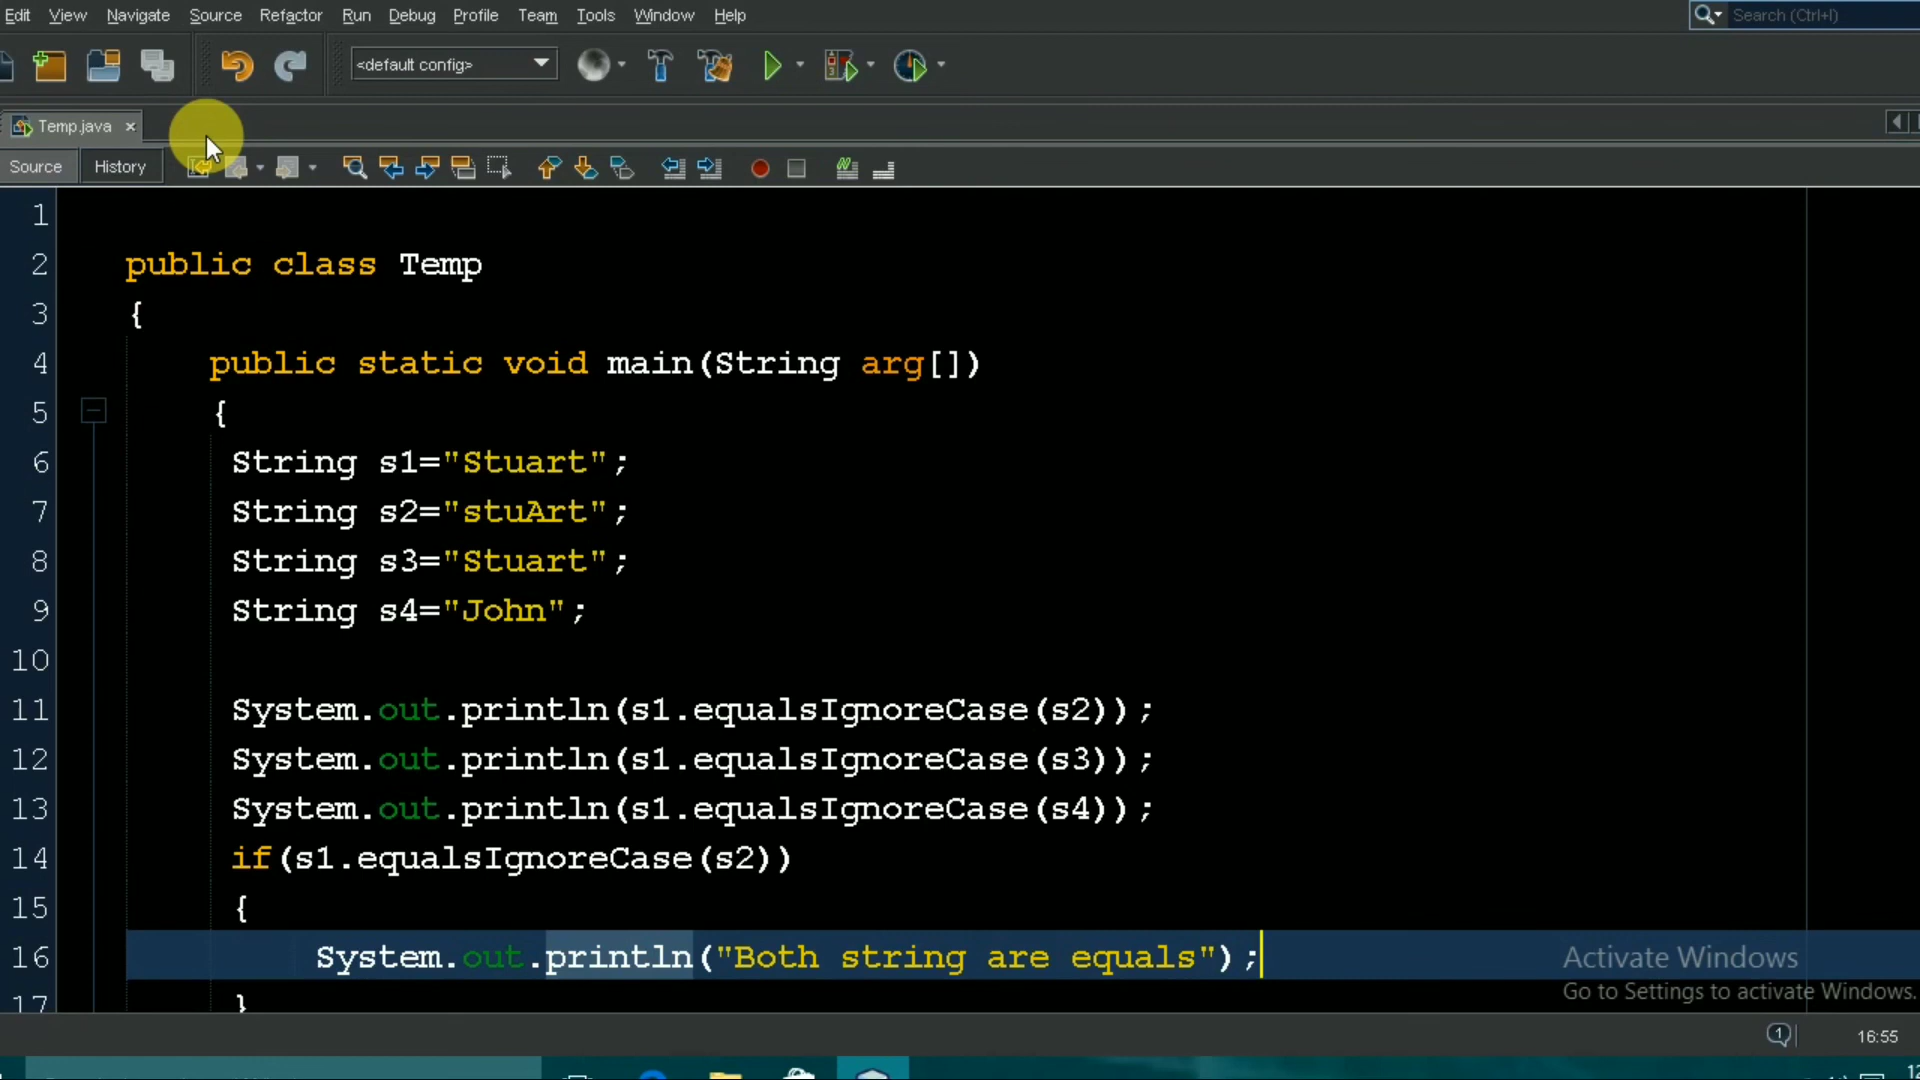 Edit View Navigate Source Refactor Run Debug Profile Team Tools Window Help Search (Ctrl+I)
<default config>
Temp.java
Source History
1
2 public class Temp
3 {
4 public static void main(String arg[])
5 {
6 String s1="Stuart";
7 String s2="stuArt";
8 String s3="Stuart";
9 String s4="John";
10
11 System.out.println(s1.equalsIgnoreCase(s2));
12 System.out.println(s1.equalsIgnoreCase(s3));
13 System.out.println(s1.equalsIgnoreCase(s4));
14 if(s1.equalsIgnoreCase(s2))
15 {
16 System.out.println("Both string are equals");
17 }
Activate Windows
Go to Settings to activate Windows.
1 16:55